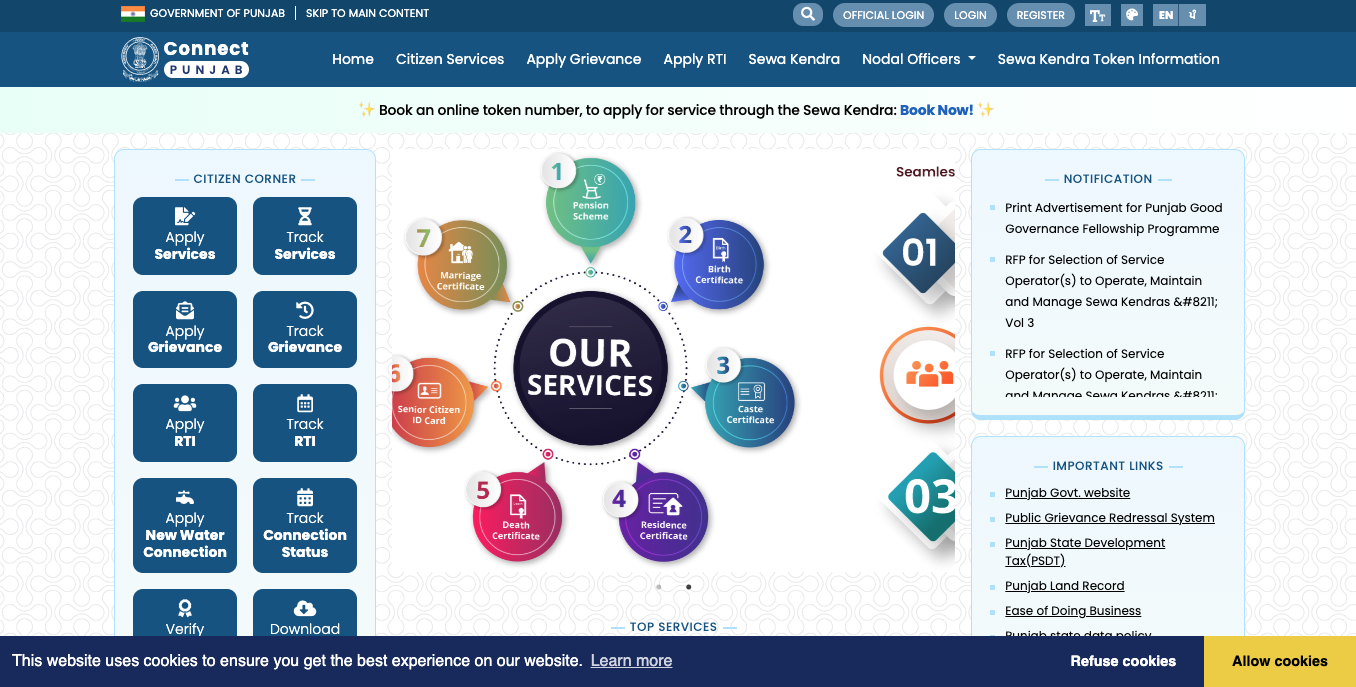 GOVERNMENT OF PUNJAB
SKIP TO MAIN CONTENT
OFFICIAL LOGIN
LOGIN
REGISTER
TT
EN
ਪੰ
Connect
PUNJAB
Home
Citizen Services
Apply Grievance
Apply RTI
Sewa Kendra
Nodal Officers
Sewa Kendra Token Information
✨ Book an online token number, to apply for service through the Sewa Kendra: Book Now! ✨
CITIZEN CORNER
Apply
Services
Track
Services
Apply
Grievance
Track
Grievance
Apply
RTI
Track
RTI
Apply
New Water
Connection
Track
Connection
Status
Verify
Download
1
Pension
Scheme
2
Birth
Certificate
3
Caste
Certificate
4
Residence
Certificate
5
Death
Certificate
6
Senior Citizen
ID Card
7
Marriage
Certificate
OUR
SERVICES
Seamles
01
03
TOP SERVICES
NOTIFICATION
Print Advertisement for Punjab Good
Governance Fellowship Programme
RFP for Selection of Service
Operator(s) to Operate, Maintain
and Manage Sewa Kendras &#8211;
Vol 3
RFP for Selection of Service
Operator(s) to Operate, Maintain
and Manage Sewa Kendras &#8211;
IMPORTANT LINKS
Punjab Govt. website
Public Grievance Redressal System
Punjab State Development
Tax(PSDT)
Punjab Land Record
Ease of Doing Business
Punjab state data policy
This website uses cookies to ensure you get the best experience on our website. Learn more
Refuse cookies
Allow cookies